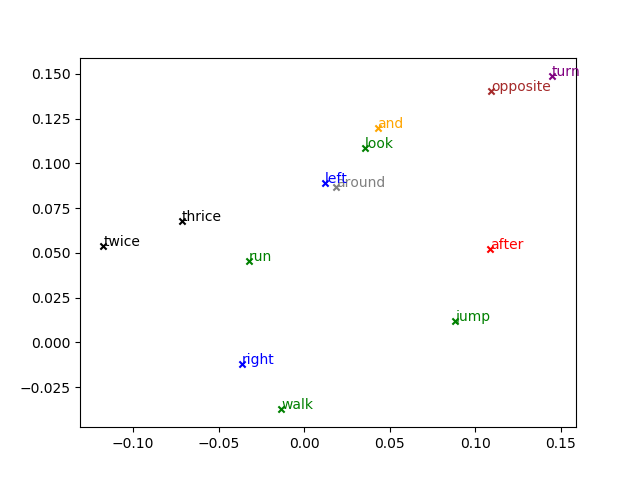 0.150
0.125
0.100
0.075
0.050
0.025
0.000
−0.025
turn
opposite
and
look
left
around
thrice
twice
run
after
jump
right
walk
−0.10
−0.05
0.00
0.05
0.10
0.15